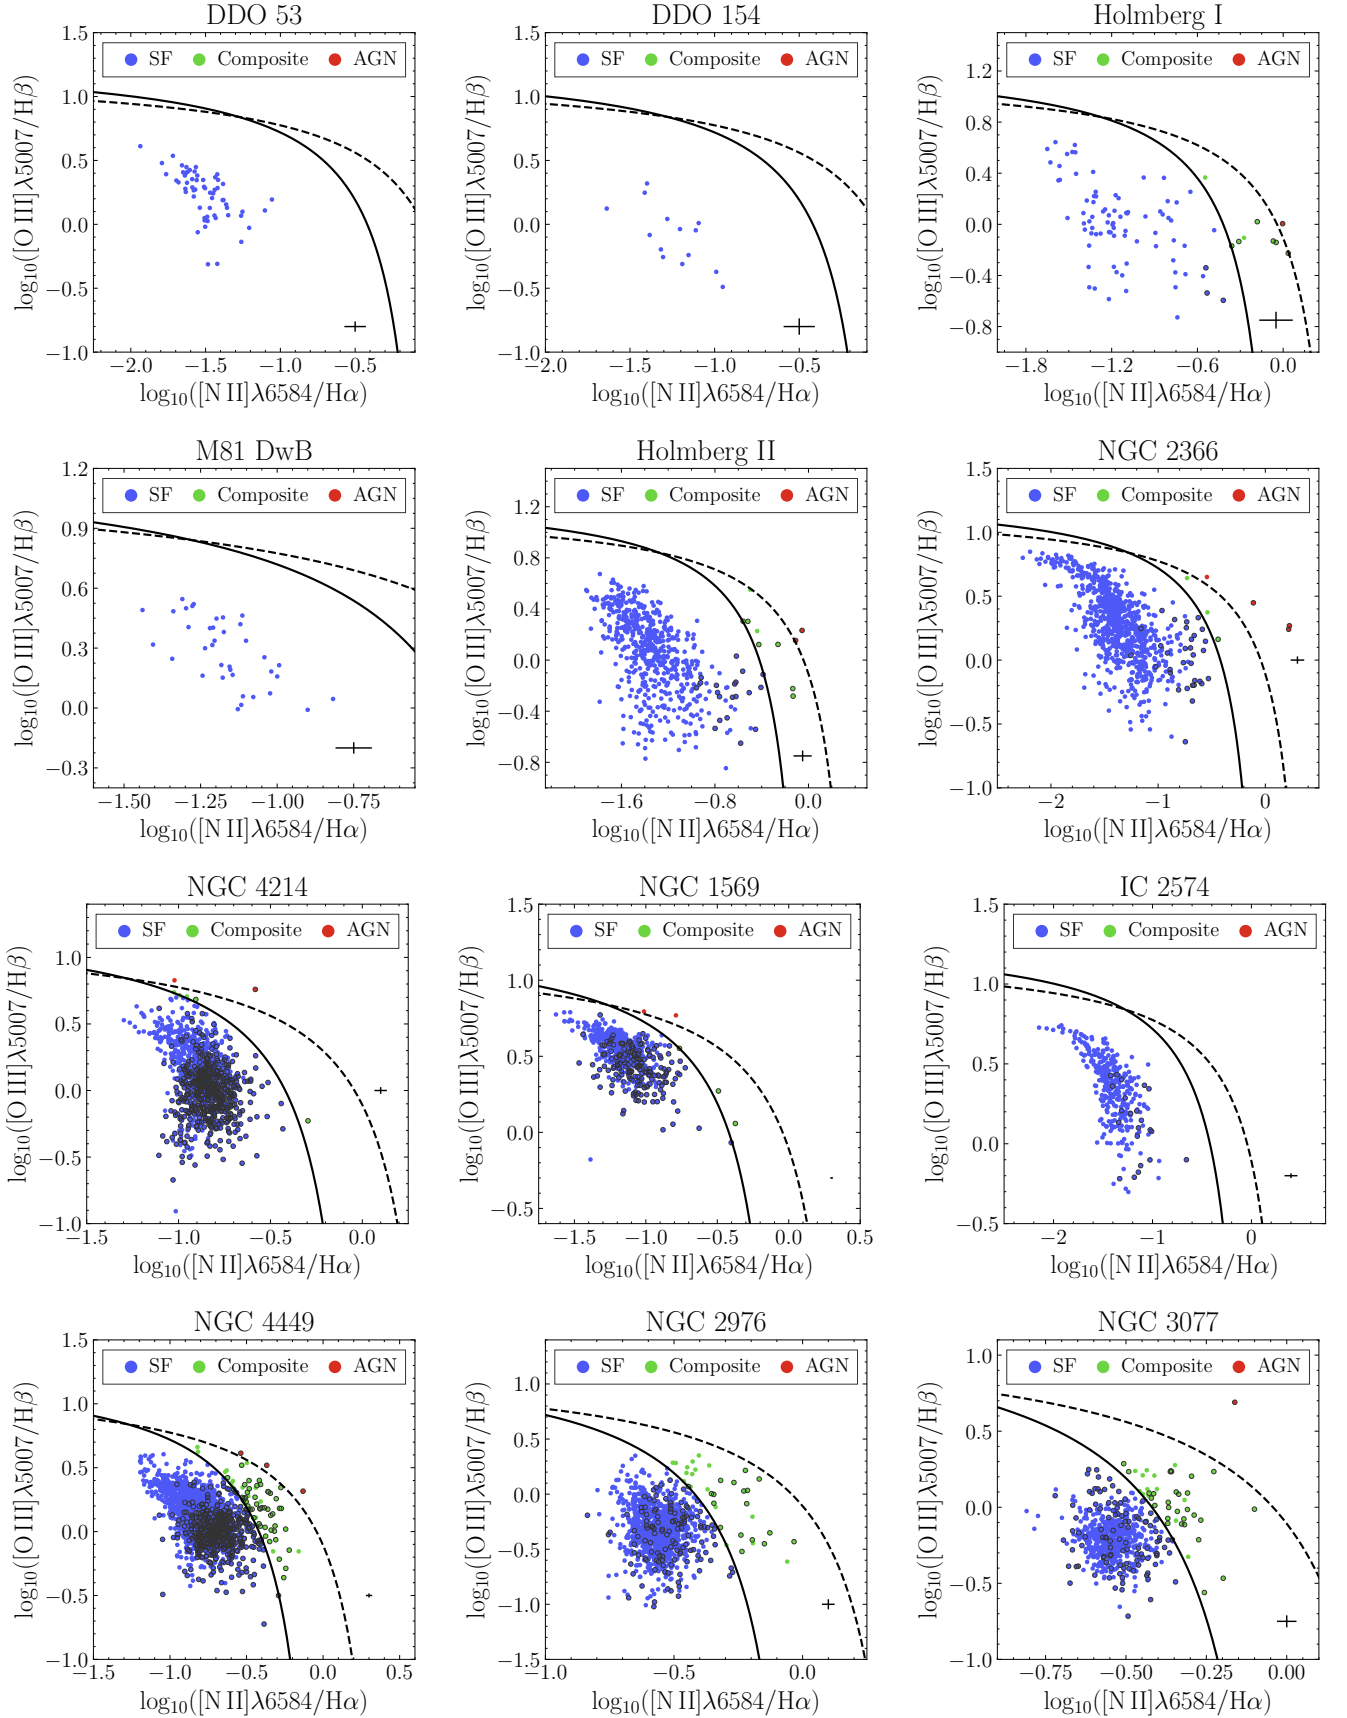 DDO 53
SF Composite AGN
1.5
1.0
0.5
0.0
−0.5
−1.0
−2.0 −1.5 −1.0 −0.5
log₁₀([O III]λ5007/Hβ)
log₁₀([N II]λ6584/Hα)
DDO 154
SF Composite AGN
1.5
1.0
0.5
0.0
−0.5
−1.0
−2.0 −1.5 −1.0 −0.5
log₁₀([O III]λ5007/Hβ)
log₁₀([N II]λ6584/Hα)
Holmberg I
SF Composite AGN
1.2
0.8
0.4
0.0
−0.4
−0.8
−1.8 −1.2 −0.6 0.0
log₁₀([O III]λ5007/Hβ)
log₁₀([N II]λ6584/Hα)
M81 DwB
SF Composite AGN
1.2
0.9
0.6
0.3
0.0
−0.3
−1.50 −1.25 −1.00 −0.75
log₁₀([O III]λ5007/Hβ)
log₁₀([N II]λ6584/Hα)
Holmberg II
SF Composite AGN
1.2
0.8
0.4
0.0
−0.4
−0.8
−1.6 −0.8 0.0
log₁₀([O III]λ5007/Hβ)
log₁₀([N II]λ6584/Hα)
NGC 2366
SF Composite AGN
1.5
1.0
0.5
0.0
−0.5
−1.0
−2 −1 0
log₁₀([O III]λ5007/Hβ)
log₁₀([N II]λ6584/Hα)
NGC 4214
SF Composite AGN
1.0
0.5
0.0
−0.5
−1.0
−1.5 −1.0 −0.5 0.0
log₁₀([O III]λ5007/Hβ)
log₁₀([N II]λ6584/Hα)
NGC 1569
SF Composite AGN
1.5
1.0
0.5
0.0
−0.5
−1.5 −1.0 −0.5 0.0 0.5
log₁₀([O III]λ5007/Hβ)
log₁₀([N II]λ6584/Hα)
IC 2574
SF Composite AGN
1.5
1.0
0.5
0.0
−0.5
−2 −1 0
log₁₀([O III]λ5007/Hβ)
log₁₀([N II]λ6584/Hα)
NGC 4449
SF Composite AGN
1.5
1.0
0.5
0.0
−0.5
−1.0
−1.5 −1.0 −0.5 0.0 0.5
log₁₀([O III]λ5007/Hβ)
log₁₀([N II]λ6584/Hα)
NGC 2976
SF Composite AGN
1.0
0.5
0.0
−0.5
−1.0
−1.5
−1.0 −0.5 0.0
log₁₀([O III]λ5007/Hβ)
log₁₀([N II]λ6584/Hα)
NGC 3077
SF Composite AGN
1.0
0.5
0.0
−0.5
−1.0
−0.75 −0.50 −0.25 0.00
log₁₀([O III]λ5007/Hβ)
log₁₀([N II]λ6584/Hα)